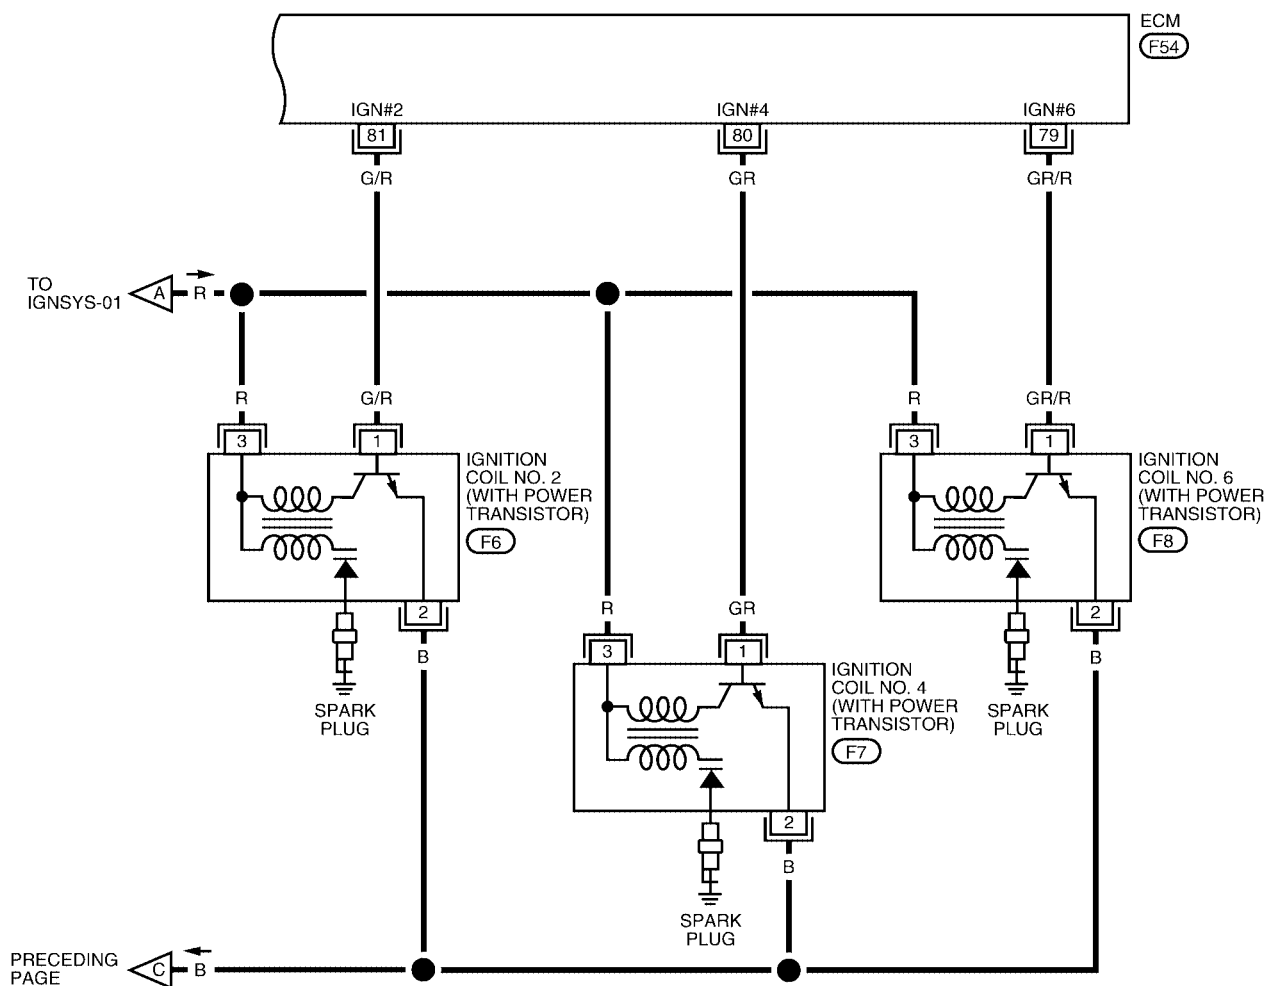 ECM
F54
IGN#2
IGN#4
IGN#6
81
80
79
G/R
GR
GR/R
TO
IGNSYS-01
A
R
R
G/R
R
GR/R
3
1
3
1
IGNITION
COIL NO. 2
(WITH POWER
TRANSISTOR)
F6
IGNITION
COIL NO. 6
(WITH POWER
TRANSISTOR)
F8
2
2
R
GR
B
B
3
1
SPARK
PLUG
IGNITION
COIL NO. 4
(WITH POWER
TRANSISTOR)
F7
SPARK
PLUG
2
B
SPARK
PLUG
PRECEDING
PAGE
C
B